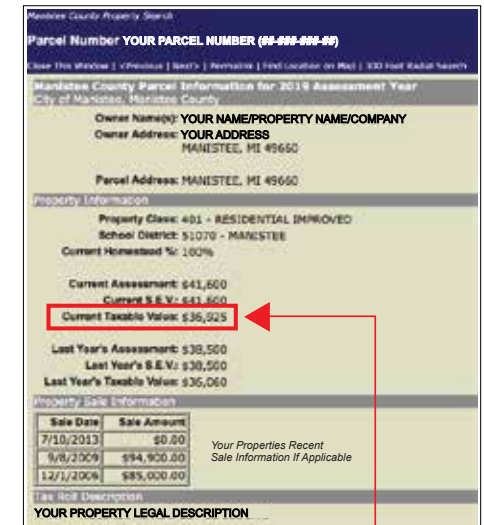 Manistee County Property Search
Parcel Number YOUR PARCEL NUMBER (##-###-###-##)
Close This Window | <Previous | Next> | Permalink | Find Location on Map | 300 Foot Radial Search
Manistee County Parcel Information for 2019 Assessment Year
City of Manistee, Manistee County
Owner Name(s): YOUR NAME/PROPERTY NAME/COMPANY
Owner Address: YOUR ADDRESS
MANISTEE, MI 49660
Parcel Address: MANISTEE, MI 49660
Property Information
Property Class: 401 - RESIDENTIAL IMPROVED
School District: 51070 - MANISTEE
Current Homestead %: 100%
Current Assessment: $41,600
Current S.E.V.: $41,600
Current Taxable Value: $36,925
Last Year's Assessment: $38,500
Last Year's S.E.V.: $38,500
Last Year's Taxable Value: $36,060
Property Sale Information
Sale Date Sale Amount
7/10/2013 $0.00
9/8/2009 $94,900.00
12/1/2006 $85,000.00
Your Properties Recent
Sale Information If Applicable
Tax Roll Description
YOUR PROPERTY LEGAL DESCRIPTION